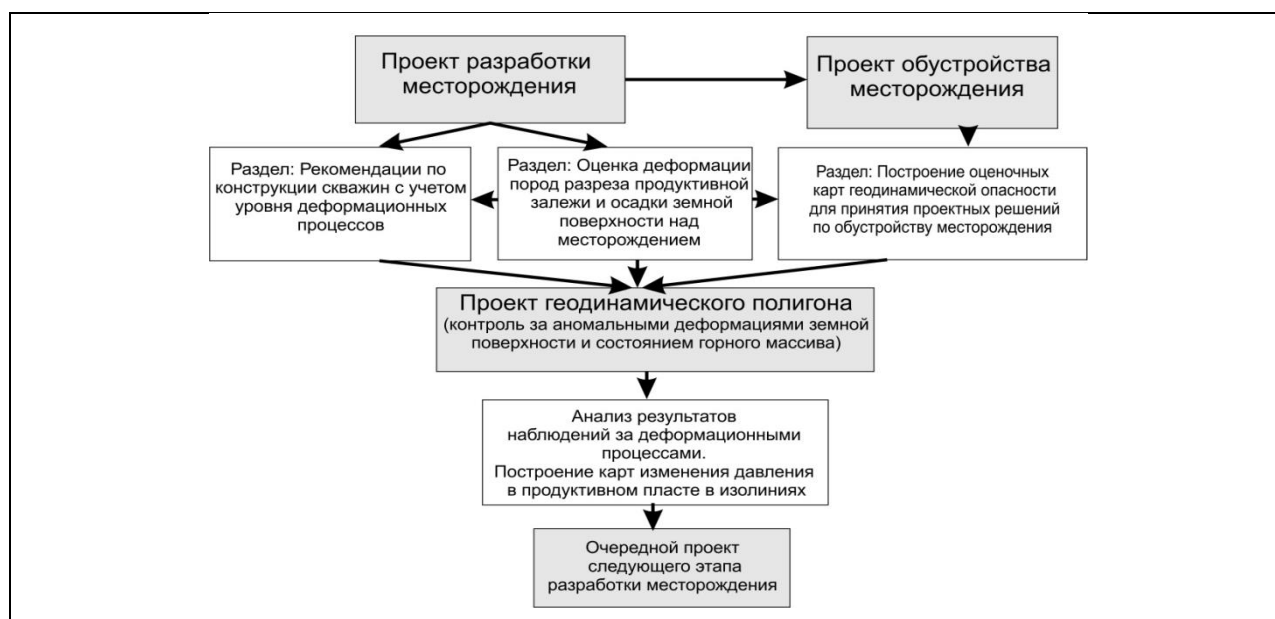 Проект разработки
месторождения
Проект обустройства
месторождения
Раздел: Рекомендации по
конструкции скважин с учетом
уровня деформационных
процессов
Раздел: Оценка деформации
пород разреза продуктивной
залежи и осадки земной
поверхности над
месторождением
Раздел: Построение оценочных
карт геодинамической опасности
для принятия проектных решений
по обустройству месторождения
Проект геодинамического полигона
(контроль за аномальными деформациями земной
поверхности и состоянием горного массива)
Анализ результатов
наблюдений за деформационными
процессами.
Построение карт изменения давления
в продуктивном пласте в изолиниях
Очередной проект
следующего этапа
разработки месторождения